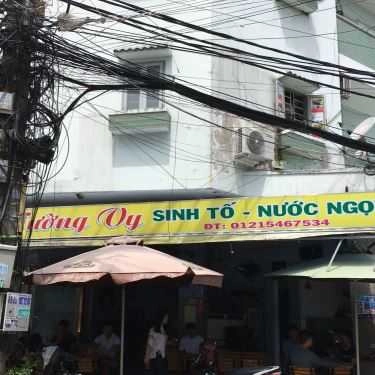 ường Vy SINH TỐ - NƯỚC NGỌ
ĐT: 01215467534